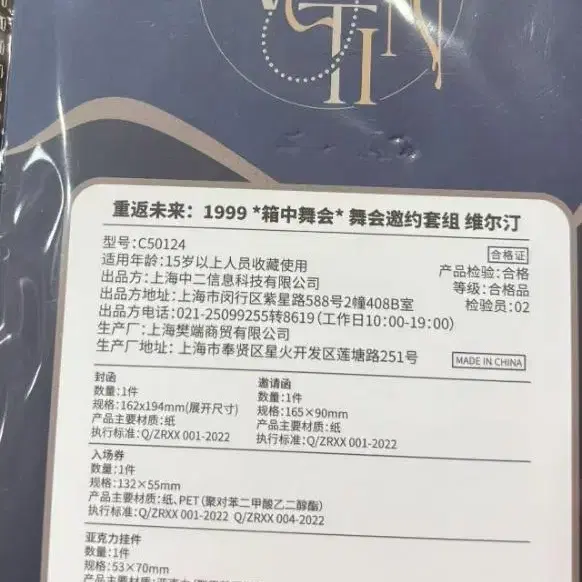 重返未来：1999 *箱中舞会* 舞会邀约套组 维尔汀
型号：C50124
适用年龄：15岁以上人员收藏使用
出品方：上海中二信息科技有限公司
出品方地址：上海市闵行区紫星路588号2幢408B室
出品方电话：021-25099255转8619（工作日10:00-19:00）
生产厂：上海樊端商贸有限公司
生产厂地址：上海市奉贤区星火开发区莲塘路251号
合格证
产品检验：合格
等级：合格品
检验员：02
MADE IN CHINA
封函
数量：1件
规格：162x194mm(展开尺寸)
产品主要材质：纸
执行标准：Q/ZRXX 001-2022
邀请函
数量：1件
规格：165×90mm
产品主要材质：纸
执行标准：Q/ZRXX 001-2022
入场券
数量：1件
规格：132×55mm
产品主要材质：纸、PET（聚对苯二甲酸乙二醇酯）
执行标准：Q/ZRXX 001-2022 Q/ZRXX 004-2022
亚克力挂件
数量：1件
规格：53×70mm